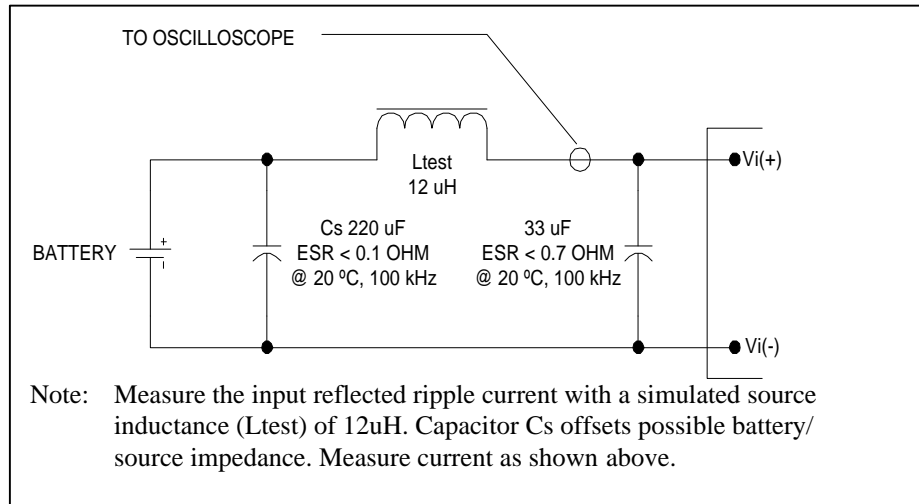 TO OSCILLOSCOPE
Ltest
12 uH
Vi(+)
BATTERY
+
-
Cs 220 uF
ESR < 0.1 OHM
@ 20 ºC, 100 kHz
33 uF
ESR < 0.7 OHM
@ 20 ºC, 100 kHz
Vi(-)
Note: Measure the input reflected ripple current with a simulated source
inductance (Ltest) of 12uH. Capacitor Cs offsets possible battery/
source impedance. Measure current as shown above.